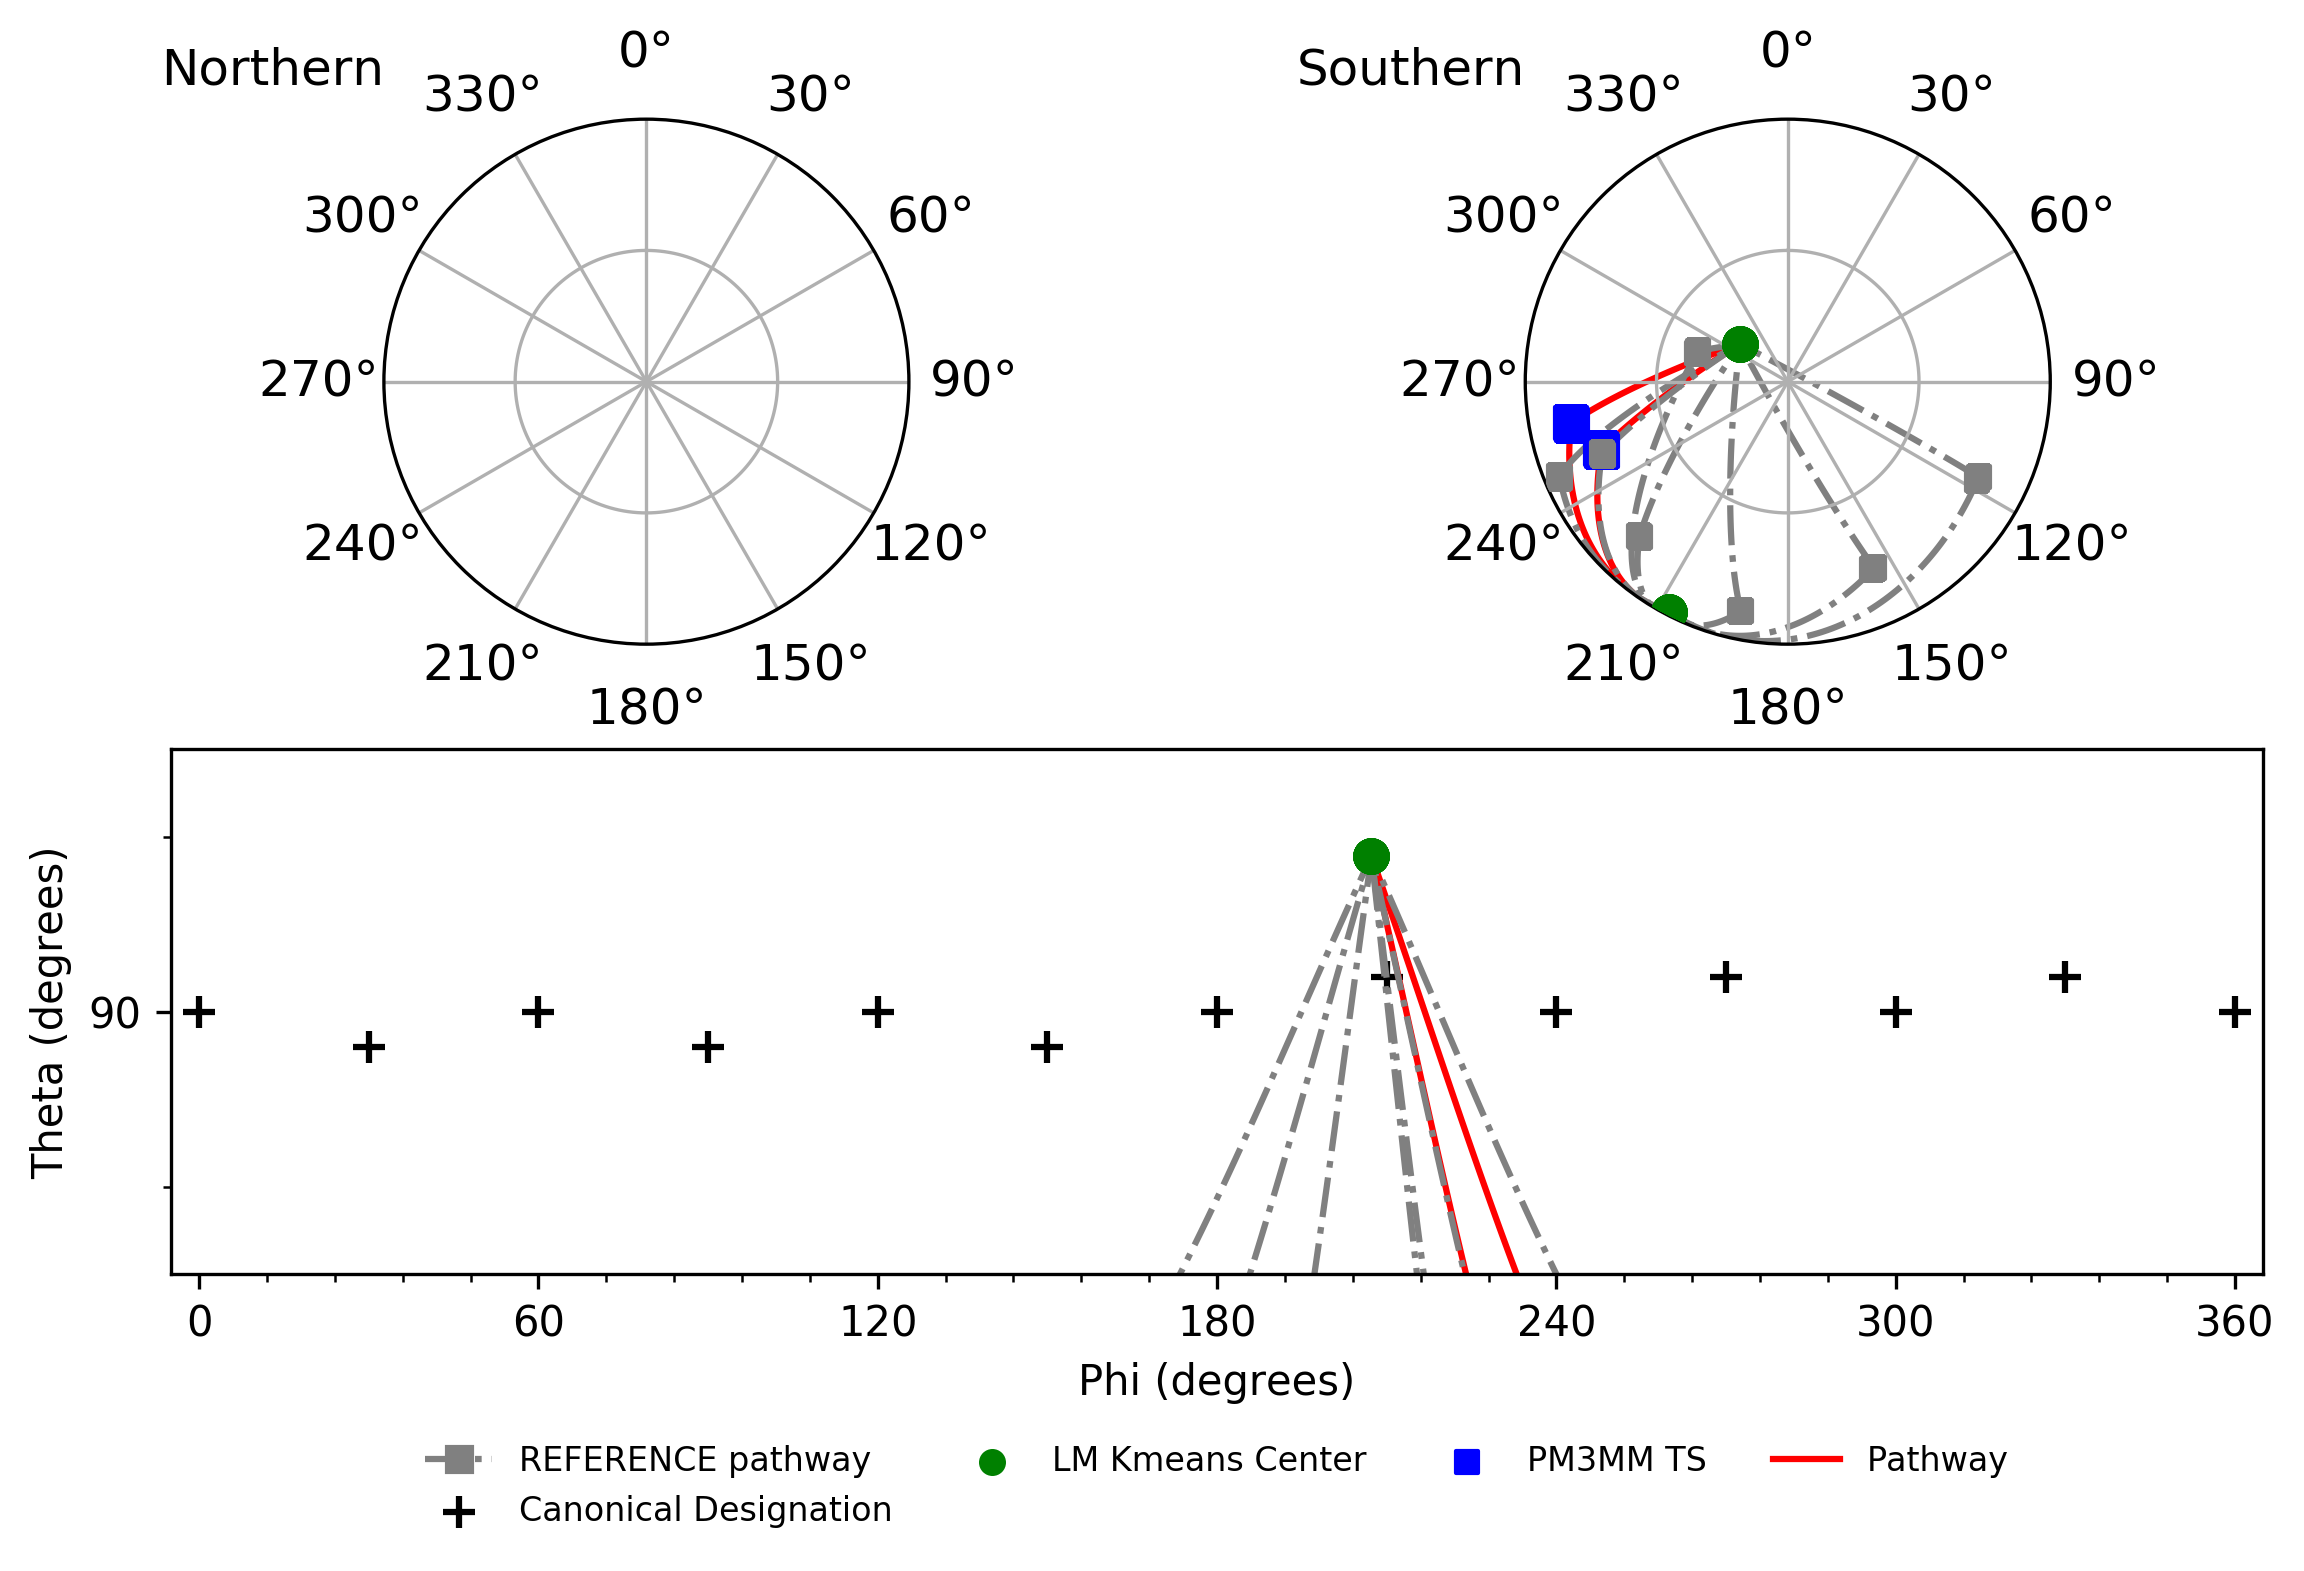 Northern
0°
30°
60°
90°
120°
150°
180°
210°
240°
270°
300°
330°
Southern
0°
30°
60°
90°
120°
150°
180°
210°
240°
270°
300°
330°
Theta (degrees)
90
0 60 120 180 240 300 360
Phi (degrees)
REFERENCE pathway
Canonical Designation
LM Kmeans Center
PM3MM TS
Pathway